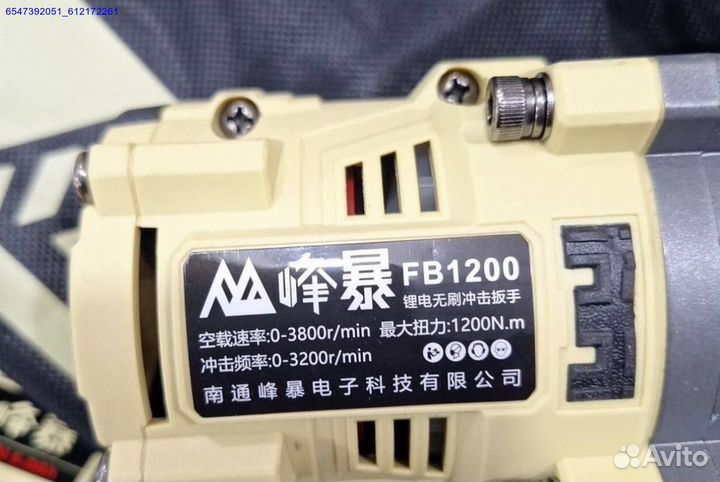 6547392051_612172261
峰暴 FB1200
锂电无刷冲击扳手
空载速率:0-3800r/min 最大扭力:1200N.m
冲击频率:0-3200r/min
南通峰暴电子科技有限公司
峰暴
Avito